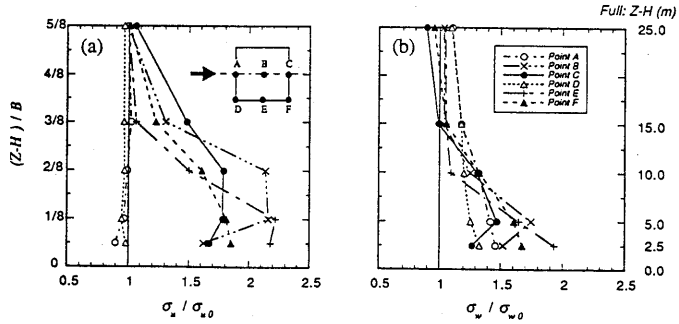 Full: Z-H (m)
(a)
(b)
5/8
4/8
3/8
2/8
1/8
0
(Z-H) / B
A B C
D E F
0.5 1 1.5 2 2.5
σu / σu0
Point A
Point B
Point C
Point D
Point E
Point F
25.0
15.0
10.0
5.0
2.5
0.0
0.5 1 1.5 2 2.5
σw / σw0